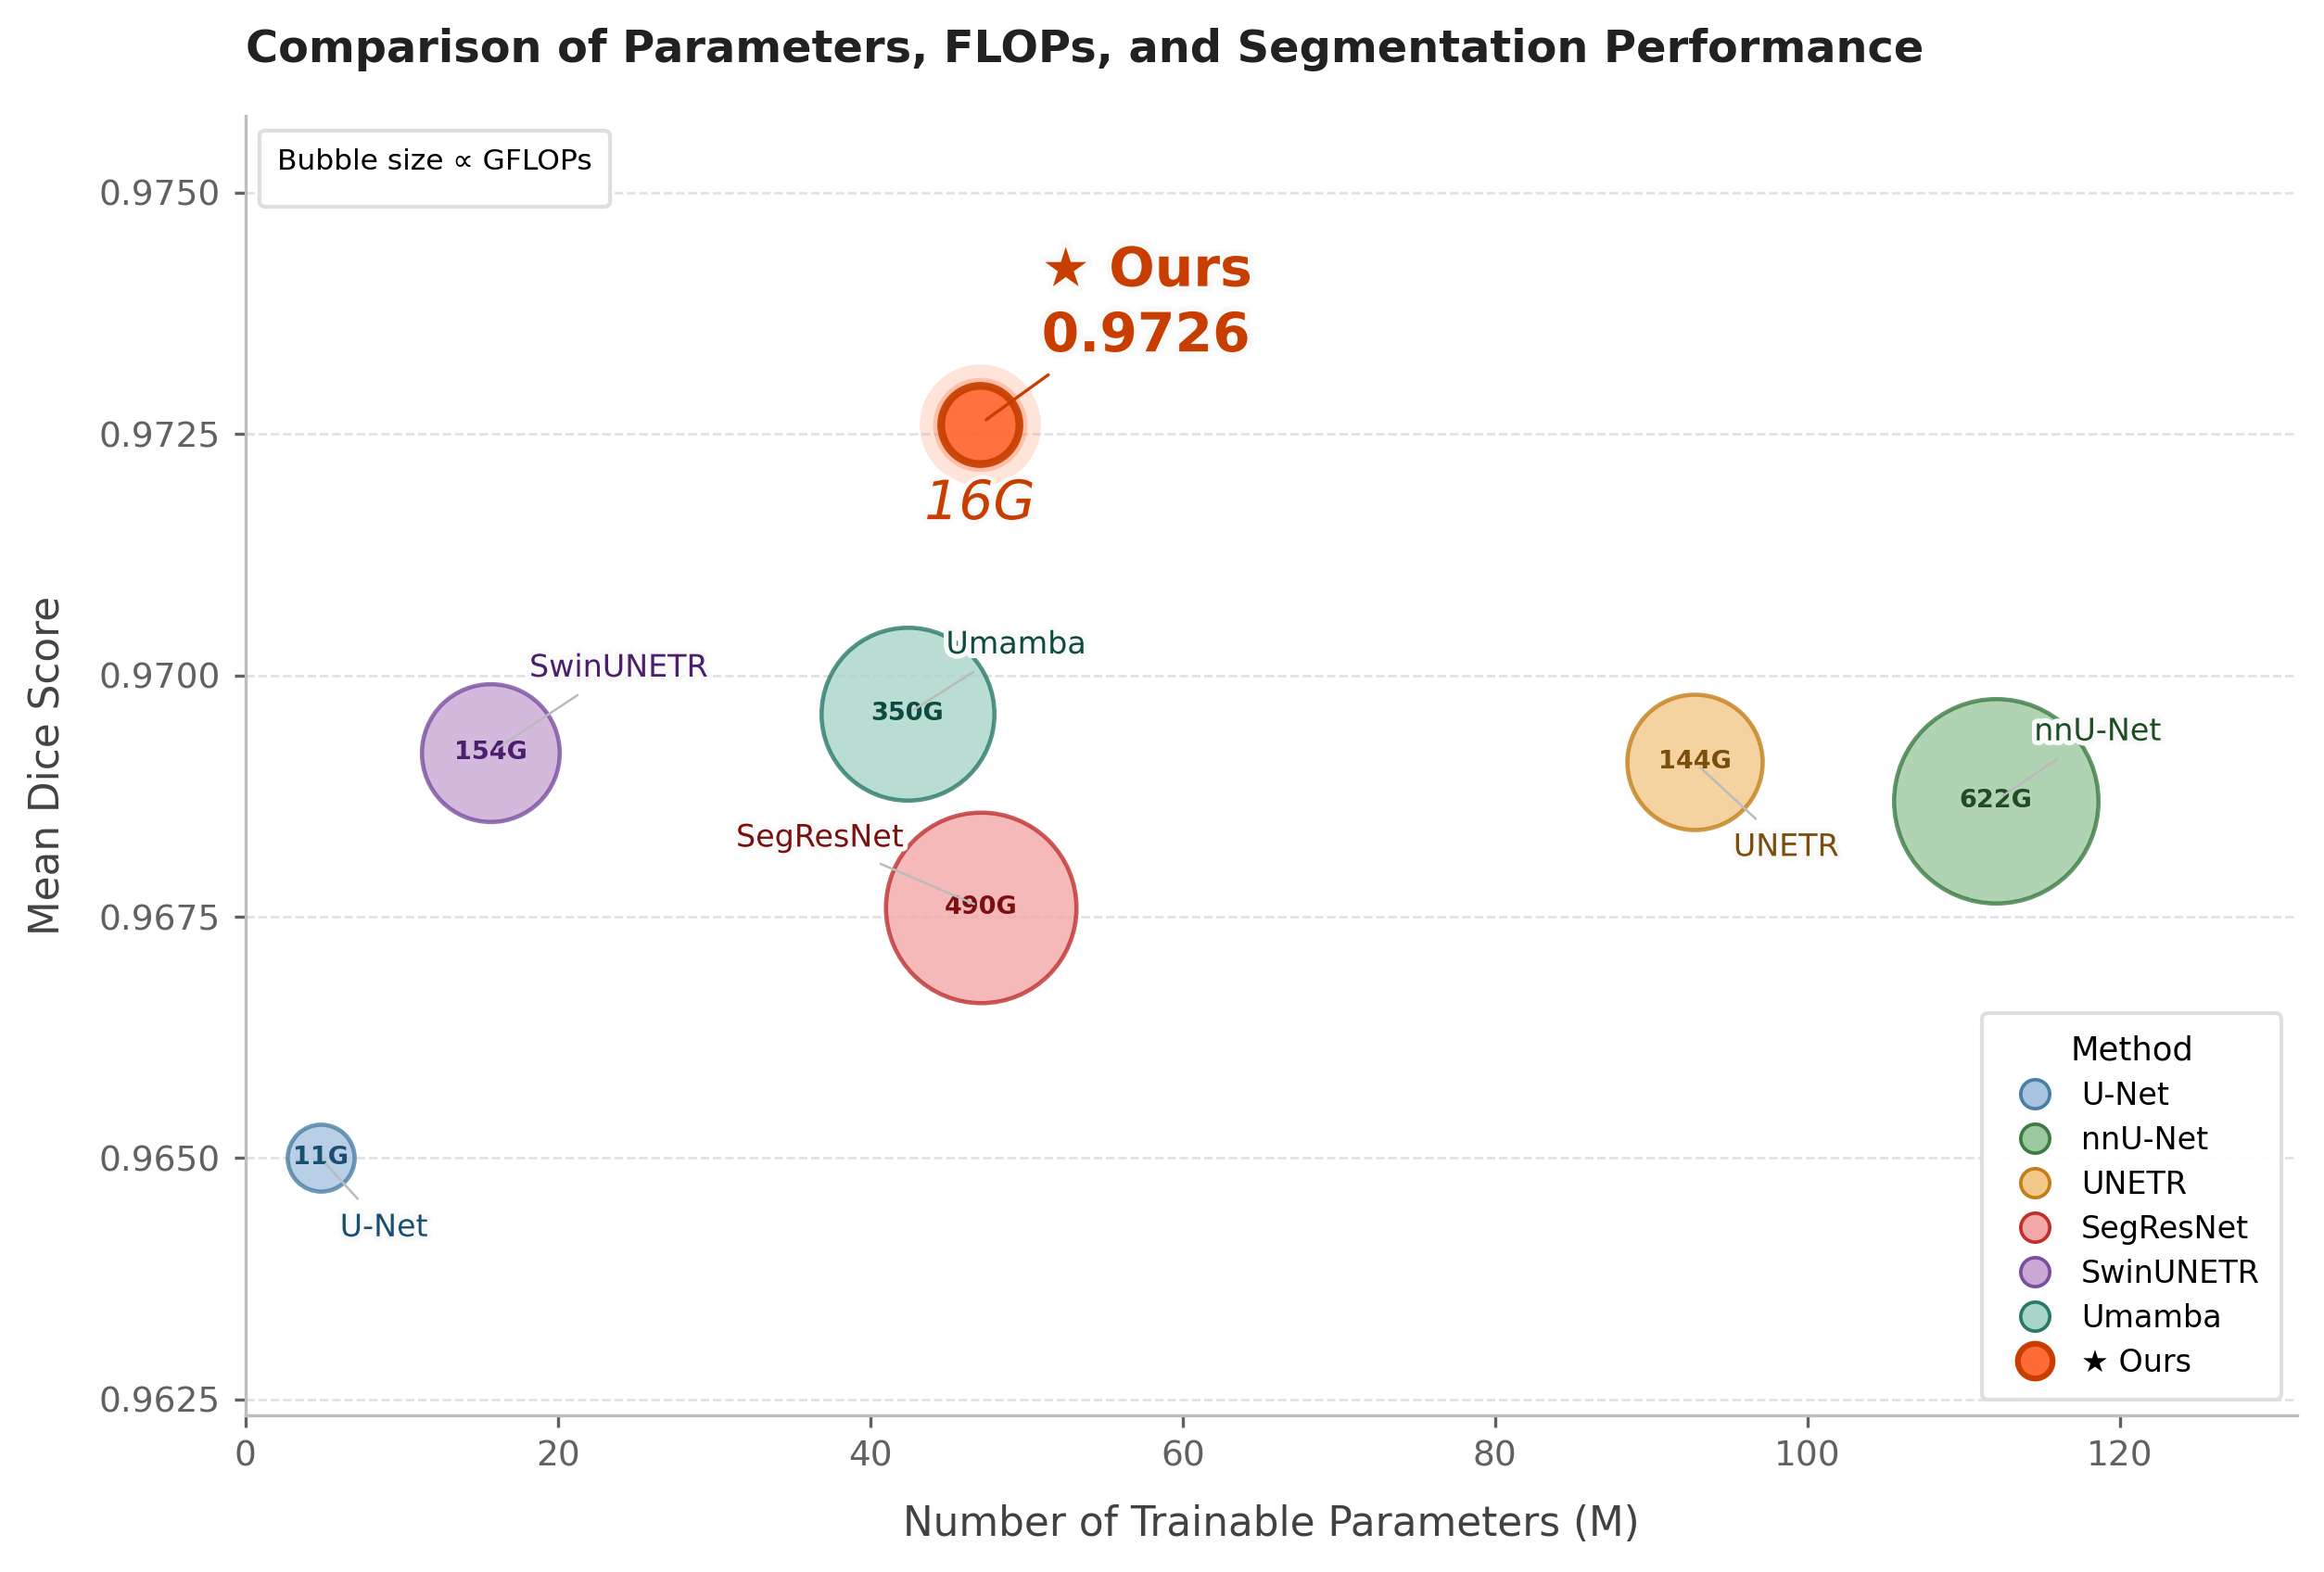 Comparison of Parameters, FLOPs, and Segmentation Performance
Bubble size ∝ GFLOPs
0.9750
0.9725
0.9700
0.9675
0.9650
0.9625
Mean Dice Score
★ Ours
0.9726
16G
Umamba
350G
SwinUNETR
154G
SegResNet
490G
144G
UNETR
nnU-Net
622G
11G
U-Net
Method
U-Net
nnU-Net
UNETR
SegResNet
SwinUNETR
Umamba
★ Ours
0
20
40
60
80
100
120
Number of Trainable Parameters (M)